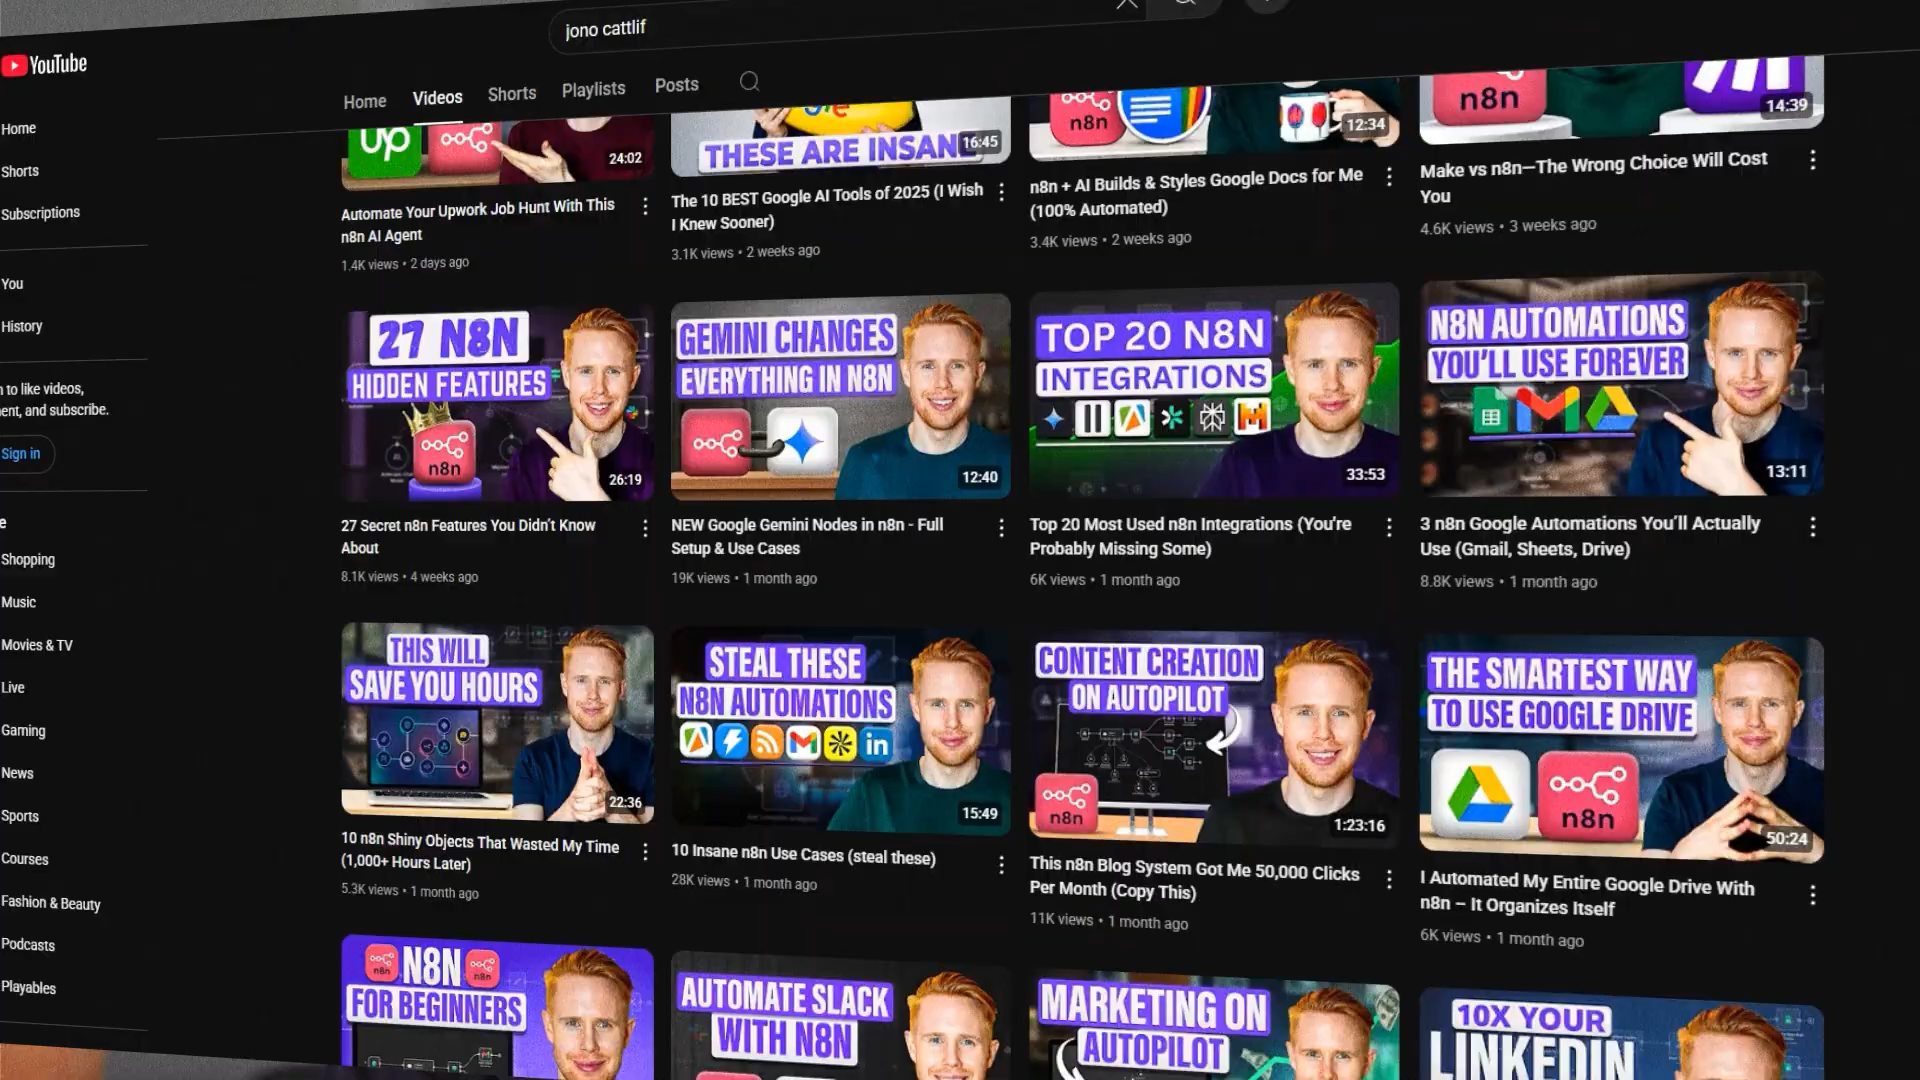 jono cattlif
YouTube
Home
Videos
Shorts
Playlists
Posts
Home
Shorts
Subscriptions
You
History
n to like videos,
ent, and subscribe.
Sign in
e
Shopping
Music
Movies & TV
Live
Gaming
News
Sports
Courses
Fashion & Beauty
Podcasts
Playables
up
24:02
Automate Your Upwork Job Hunt With This
n8n AI Agent
1.4K views • 2 days ago
THESE ARE INSANE
16:45
The 10 BEST Google AI Tools of 2025 (I Wish
I Knew Sooner)
3.1K views • 2 weeks ago
n8n
12:34
n8n + AI Builds & Styles Google Docs for Me
(100% Automated)
3.4K views • 2 weeks ago
n8n
14:39
Make vs n8n—The Wrong Choice Will Cost
You
4.6K views • 3 weeks ago
27 N8N
HIDDEN FEATURES
n8n
26:19
27 Secret n8n Features You Didn't Know
About
8.1K views • 4 weeks ago
GEMINI CHANGES
EVERYTHING IN N8N
12:40
NEW Google Gemini Nodes in n8n - Full
Setup & Use Cases
19K views • 1 month ago
TOP 20 N8N
INTEGRATIONS
33:53
Top 20 Most Used n8n Integrations (You're
Probably Missing Some)
6K views • 1 month ago
N8N AUTOMATIONS
YOU'LL USE FOREVER
13:11
3 n8n Google Automations You'll Actually
Use (Gmail, Sheets, Drive)
8.8K views • 1 month ago
THIS WILL
SAVE YOU HOURS
22:36
10 n8n Shiny Objects That Wasted My Time
(1,000+ Hours Later)
5.3K views • 1 month ago
STEAL THESE
N8N AUTOMATIONS
in
15:49
10 Insane n8n Use Cases (steal these)
28K views • 1 month ago
CONTENT CREATION
ON AUTOPILOT
n8n
1:23:16
This n8n Blog System Got Me 50,000 Clicks
Per Month (Copy This)
11K views • 1 month ago
THE SMARTEST WAY
TO USE GOOGLE DRIVE
n8n
50:24
I Automated My Entire Google Drive With
n8n – It Organizes Itself
6K views • 1 month ago
n8n
N8N
n8n
FOR BEGINNERS
AUTOMATE SLACK
WITH N8N
MARKETING ON
AUTOPILOT
10X YOUR
LINKEDIN